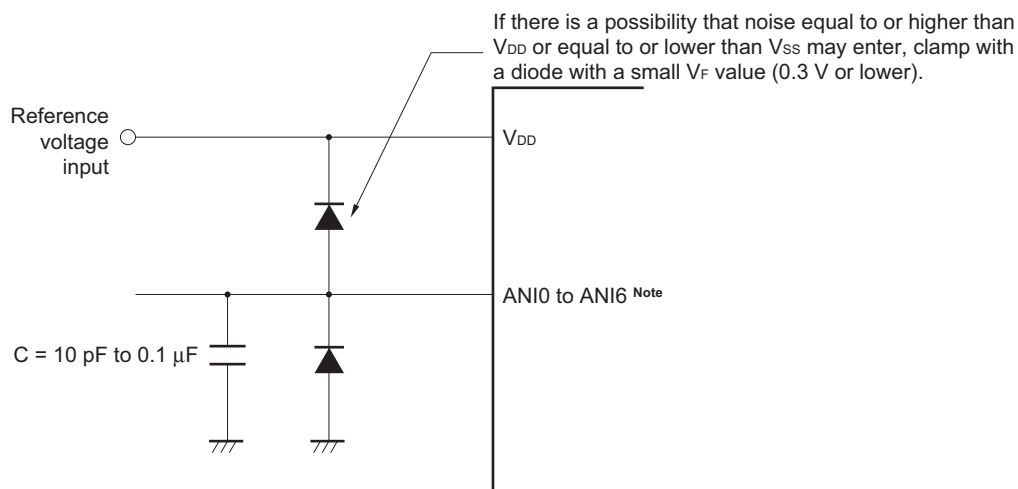 If there is a possibility that noise equal to or higher than
VDD or equal to or lower than VSS may enter, clamp with
a diode with a small VF value (0.3 V or lower).
Reference
voltage
input
VDD
ANI0 to ANI6 Note
C = 10 pF to 0.1 μF